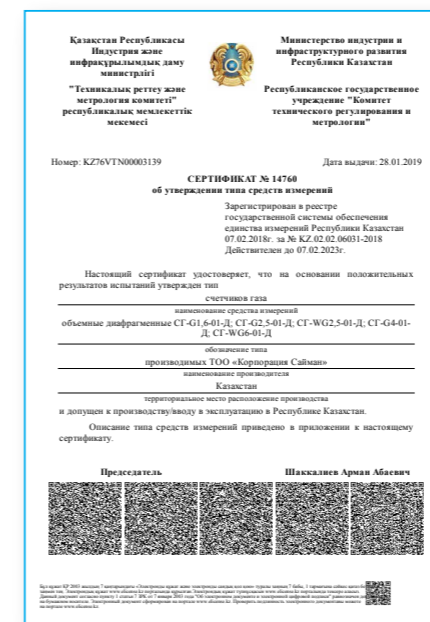 Қазақстан Республикасы
Индустрия және
инфрақұрылымдық даму
министрлігі
"Техникалық реттеу және
метрология комитеті"
республикалық мемлекеттік
мекемесі
Министерство индустрии и
инфраструктурного развития
Республики Казахстан
Республиканское государственное
учреждение "Комитет
технического регулирования и
метрологии"
Номер: KZ76VTN00003139
Дата выдачи: 28.01.2019
СЕРТИФИКАТ № 14760
об утверждении типа средств измерений
Зарегистрирован в реестре
государственной системы обеспечения
единства измерений Республики Казахстан
07.02.2018г. за № KZ.02.02.06031-2018
Действителен до 07.02.2023г.
Настоящий сертификат удостоверяет, что на основании положительных
результатов испытаний утвержден тип
счетчиков газа
наименование средства измерений
объемные диафрагменные СГ-G1,6-01-Д; СГ-G2,5-01-Д; СГ-WG2,5-01-Д; СГ-G4-01-
Д; СГ-WG6-01-Д
обозначение типа
производимых ТОО «Корпорация Сайман»
наименование производителя
Казахстан
территориальное место расположение производства
и допущен к производству/вводу в эксплуатацию в Республике Казахстан.
Описание типа средств измерений приведено в приложении к настоящему
сертификату.
Председатель
Шаккалиев Арман Абаевич